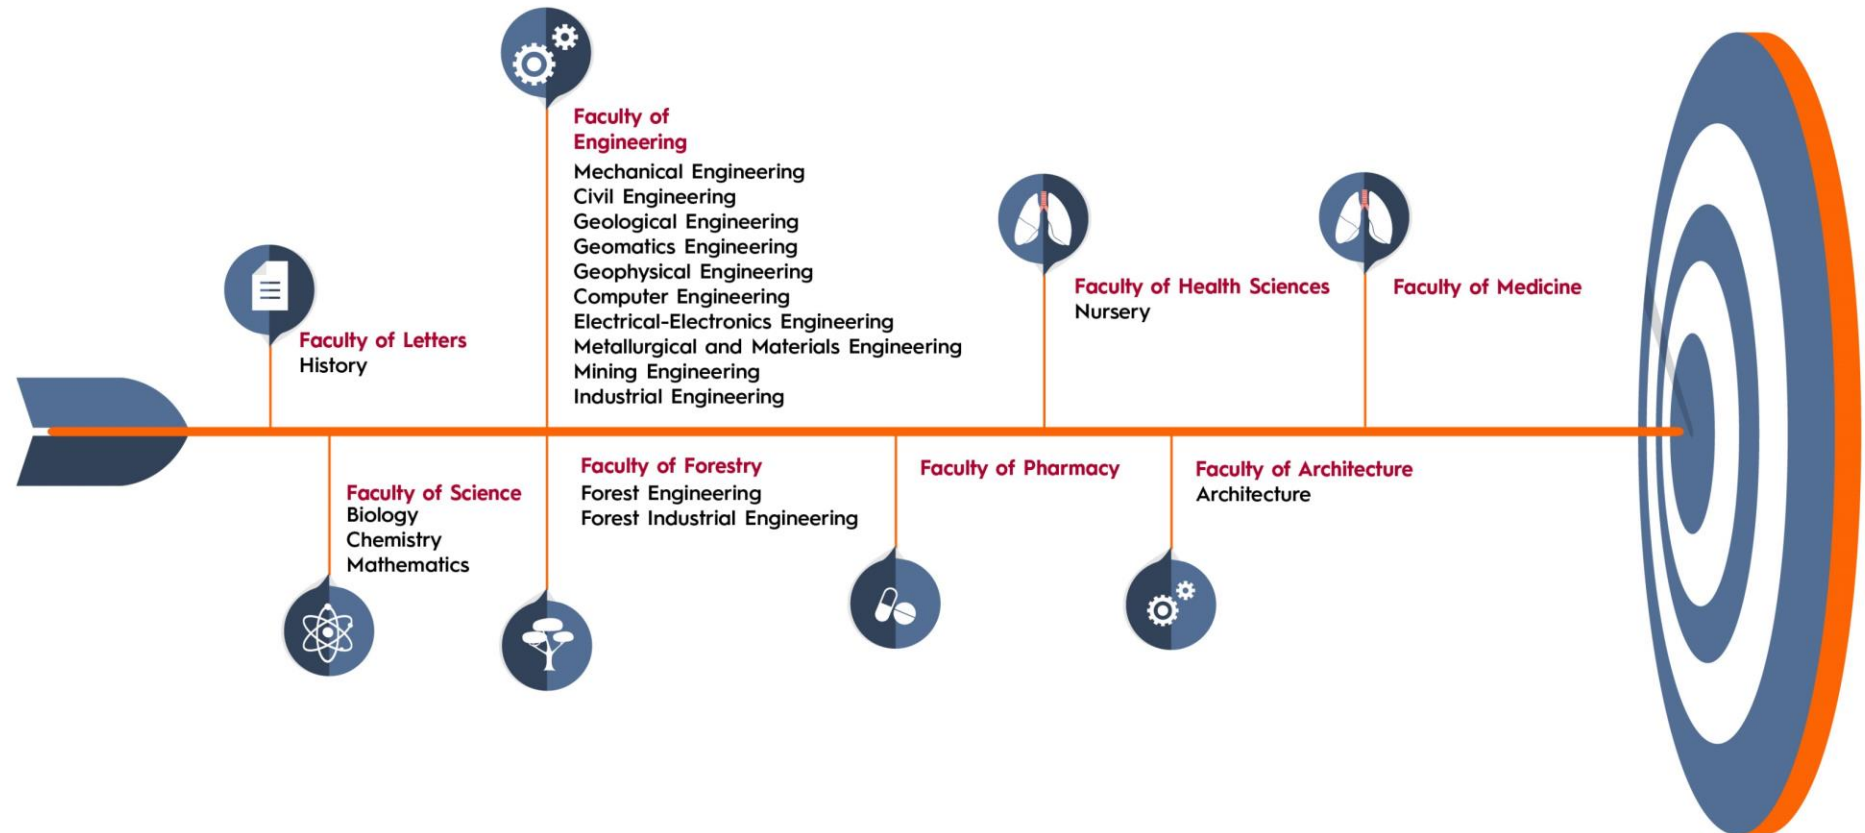 Faculty of
Engineering
Mechanical Engineering
Civil Engineering
Geological Engineering
Geomatics Engineering
Geophysical Engineering
Computer Engineering
Electrical-Electronics Engineering
Metallurgical and Materials Engineering
Mining Engineering
Industrial Engineering
Faculty of Letters
History
Faculty of Health Sciences
Nursery
Faculty of Medicine
Faculty of Science
Biology
Chemistry
Mathematics
Faculty of Forestry
Forest Engineering
Forest Industrial Engineering
Faculty of Pharmacy
Faculty of Architecture
Architecture